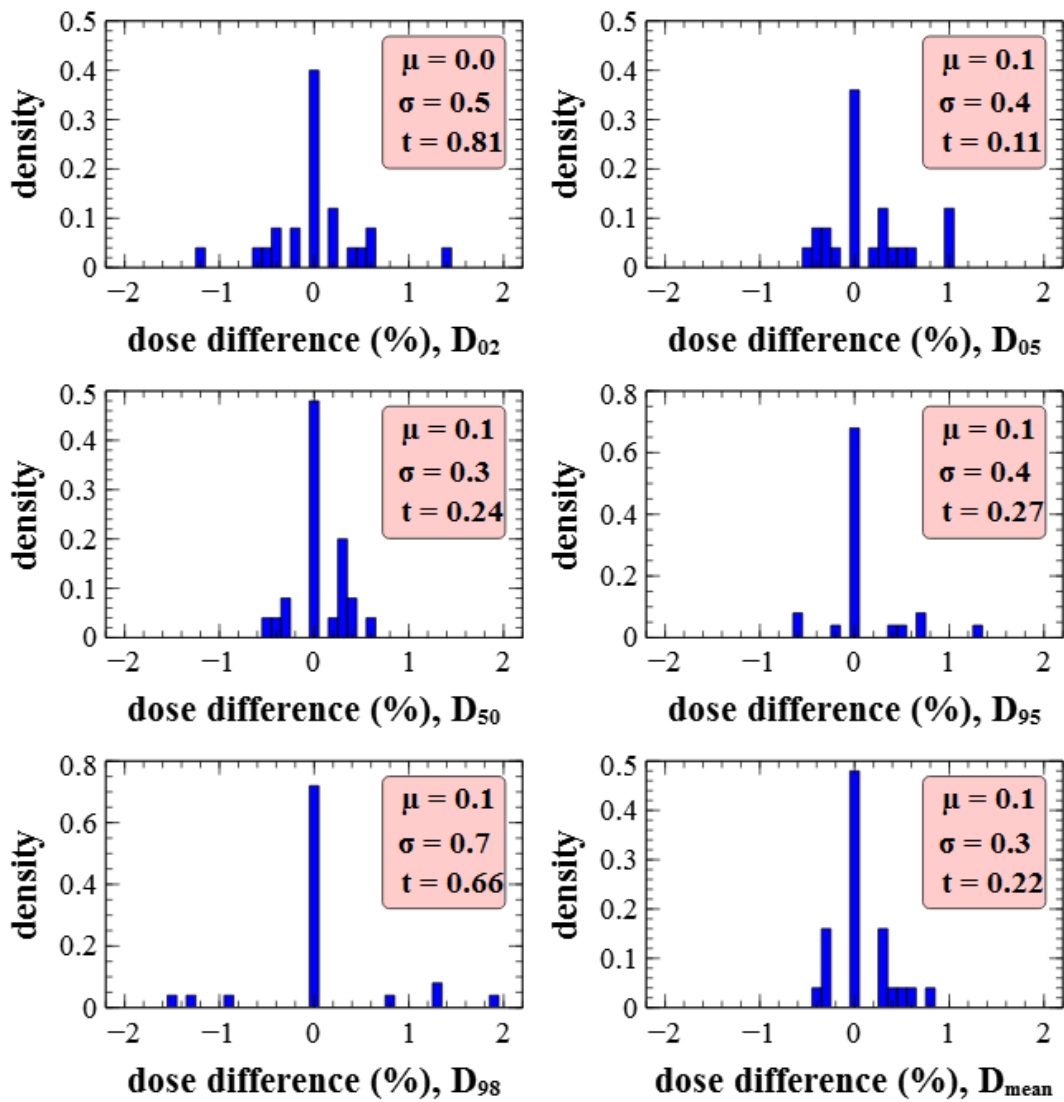 0.5
0.4
0.3
0.2
0.1
0
density
μ = 0.0
σ = 0.5
t = 0.81
−2 −1 0 1 2
dose difference (%), D02
0.5
0.4
0.3
0.2
0.1
0
density
μ = 0.1
σ = 0.4
t = 0.11
−2 −1 0 1 2
dose difference (%), D05
0.5
0.4
0.3
0.2
0.1
0
density
μ = 0.1
σ = 0.3
t = 0.24
−2 −1 0 1 2
dose difference (%), D50
0.8
0.6
0.4
0.2
0
density
μ = 0.1
σ = 0.4
t = 0.27
−2 −1 0 1 2
dose difference (%), D95
0.8
0.6
0.4
0.2
0
density
μ = 0.1
σ = 0.7
t = 0.66
−2 −1 0 1 2
dose difference (%), D98
0.5
0.4
0.3
0.2
0.1
0
density
μ = 0.1
σ = 0.3
t = 0.22
−2 −1 0 1 2
dose difference (%), Dmean